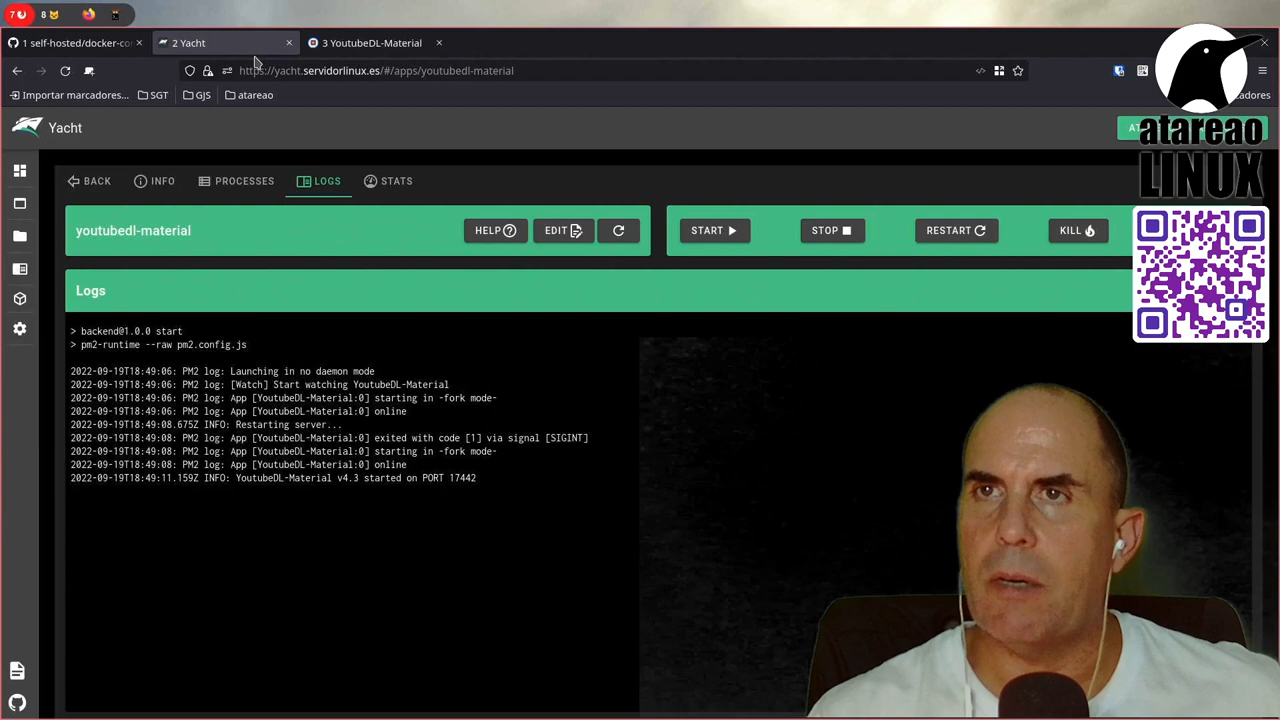 7
8
1 self-hosted/docker-co
2 Yacht
3 YoutubeDL-Material
https://yacht.servidorlinux.es/#/apps/youtubedl-material
Importar marcadores...
SGT
GJS
atareao
cadores
Yacht
AT
atareao
LINUX
BACK
INFO
PROCESSES
LOGS
STATS
youtubedl-material
HELP
EDIT
START
STOP
RESTART
KILL
Logs
> backend@1.0.0 start
> pm2-runtime --raw pm2.config.js
2022-09-19T18:49:06: PM2 log: Launching in no daemon mode
2022-09-19T18:49:06: PM2 log: [Watch] Start watching YoutubeDL-Material
2022-09-19T18:49:06: PM2 log: App [YoutubeDL-Material:0] starting in -fork mode-
2022-09-19T18:49:06: PM2 log: App [YoutubeDL-Material:0] online
2022-09-19T18:49:08.675Z INFO: Restarting server...
2022-09-19T18:49:08: PM2 log: App [YoutubeDL-Material:0] exited with code [1] via signal [SIGINT]
2022-09-19T18:49:08: PM2 log: App [YoutubeDL-Material:0] starting in -fork mode-
2022-09-19T18:49:08: PM2 log: App [YoutubeDL-Material:0] online
2022-09-19T18:49:11.159Z INFO: YoutubeDL-Material v4.3 started on PORT 17442